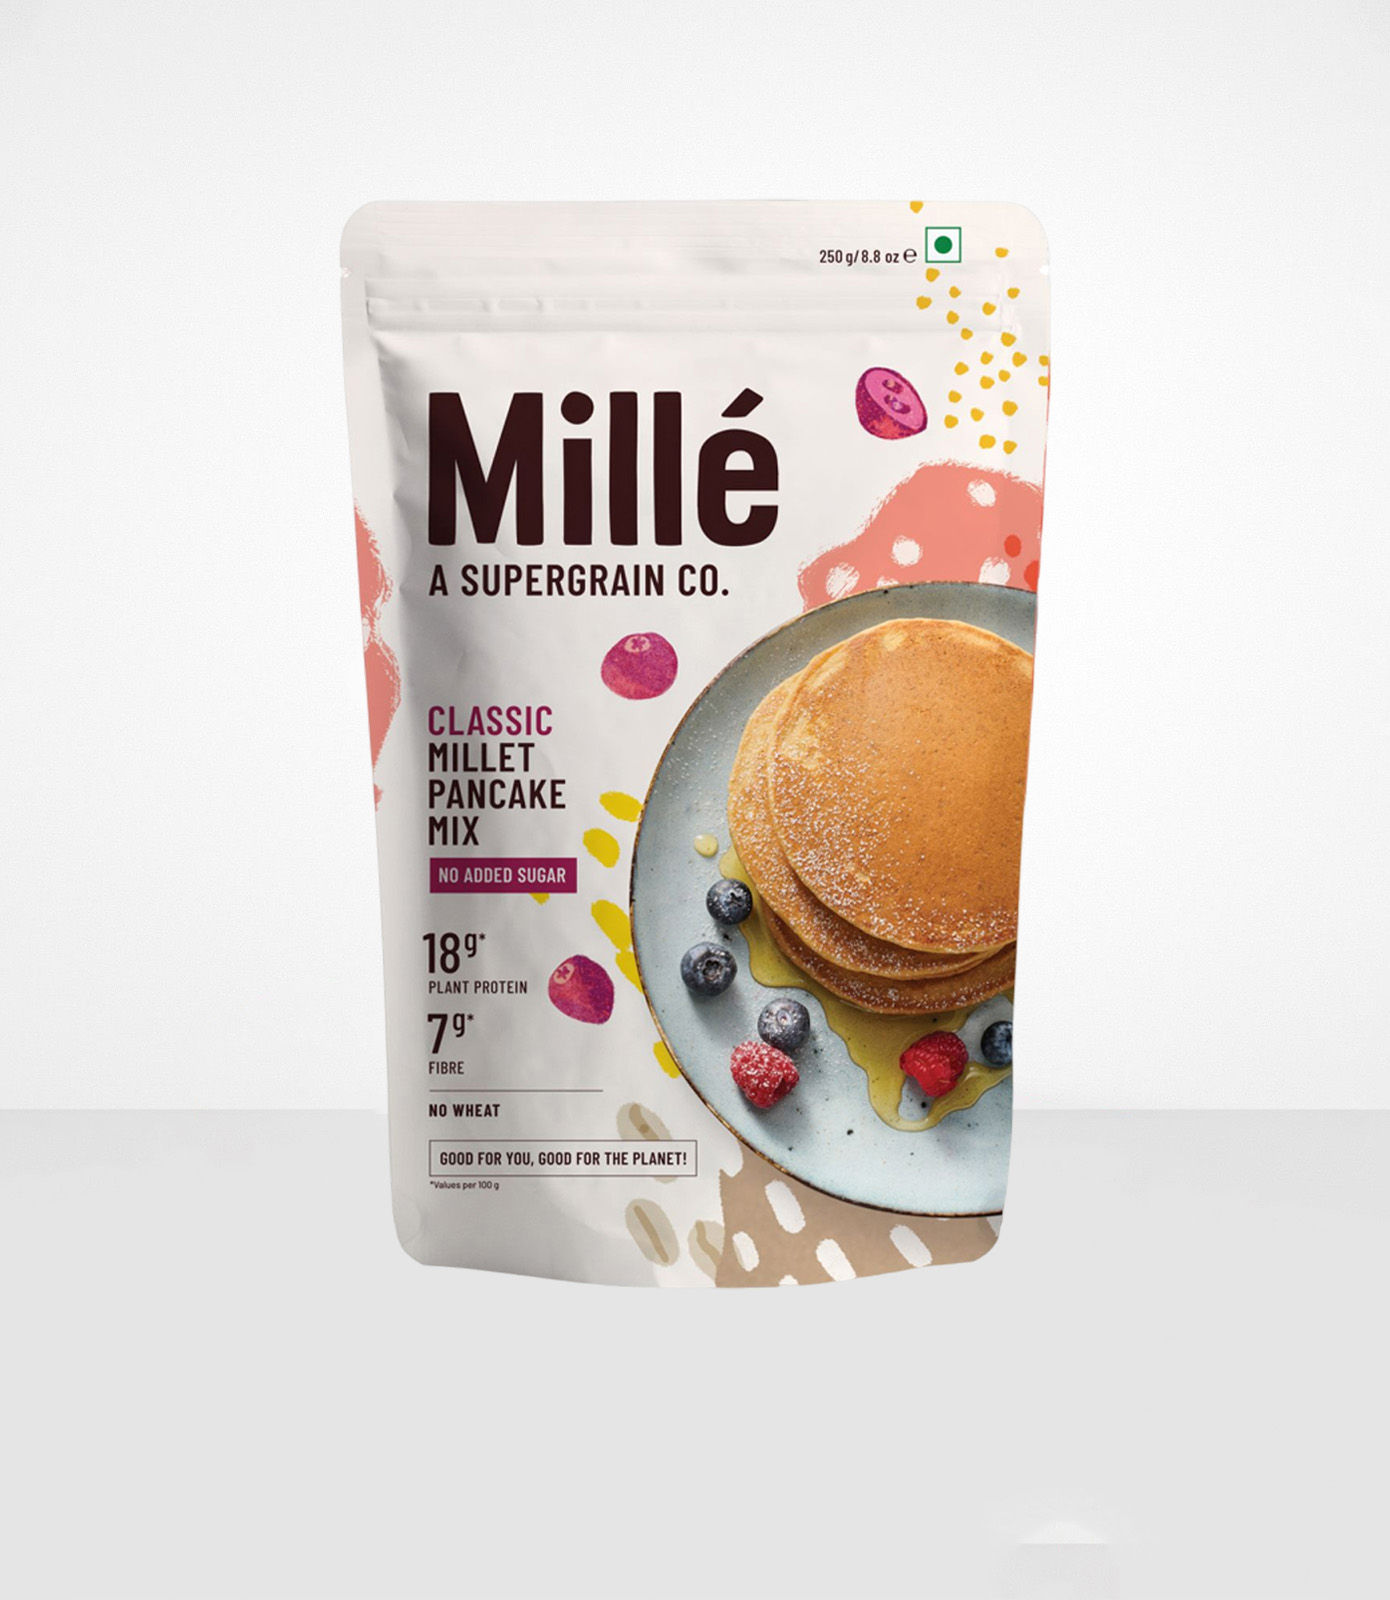 250 g/8.8 oz ℮
Millé
A SUPERGRAIN CO.
CLASSIC
MILLET
PANCAKE
MIX
NO ADDED SUGAR
18g*
PLANT PROTEIN
7g*
FIBRE
NO WHEAT
GOOD FOR YOU, GOOD FOR THE PLANET!
*Values per 100 g